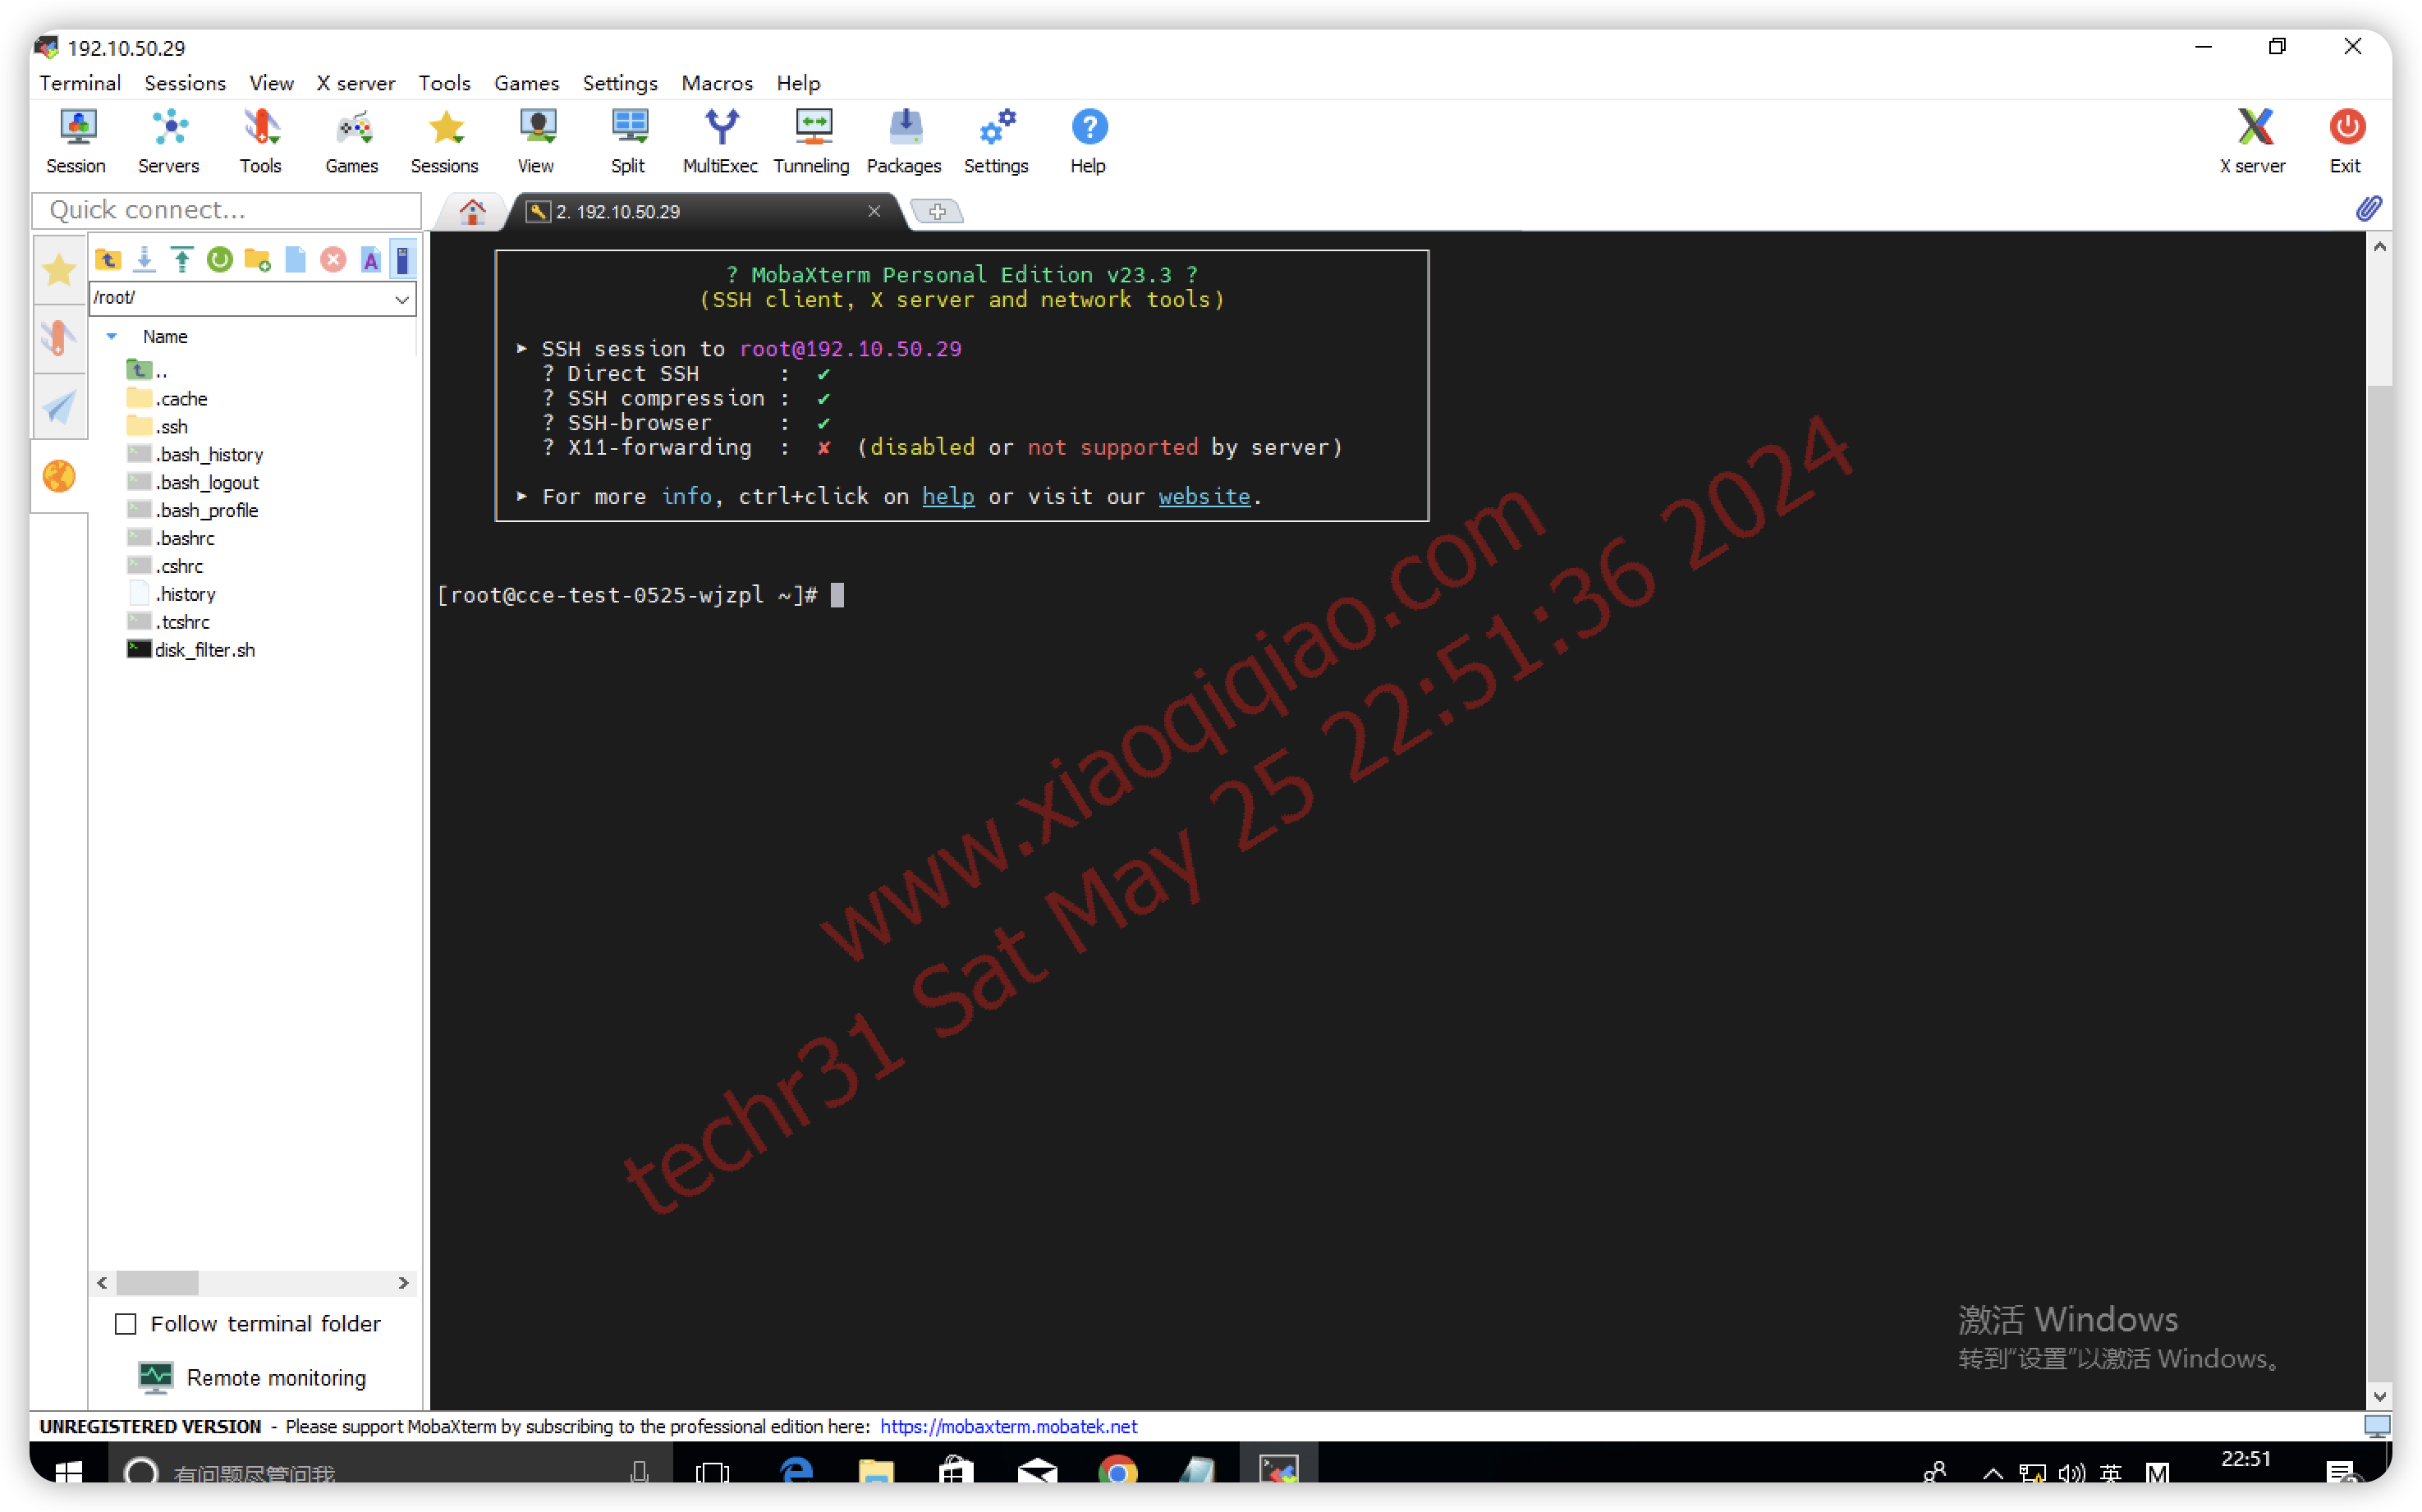 192.10.50.29
Terminal Sessions View X server Tools Games Settings Macros Help
Session Servers Tools Games Sessions View Split MultiExec Tunneling Packages Settings Help X server Exit
Quick connect...
2. 192.10.50.29
/root/
Name
..
.cache
.ssh
.bash_history
.bash_logout
.bash_profile
.bashrc
.cshrc
.history
.tcshrc
disk_filter.sh
Follow terminal folder
Remote monitoring
? MobaXterm Personal Edition v23.3 ?
(SSH client, X server and network tools)
➤ SSH session to root@192.10.50.29
? Direct SSH : ✔
? SSH compression : ✔
? SSH-browser : ✔
? X11-forwarding : ✘ (disabled or not supported by server)
➤ For more info, ctrl+click on help or visit our website.
[root@cce-test-0525-wjzpl ~]#
www.xiaoqiqiao.com
techr31 Sat May 25 22:51:36 2024
激活 Windows
转到"设置"以激活 Windows。
UNREGISTERED VERSION - Please support MobaXterm by subscribing to the professional edition here: https://mobaxterm.mobatek.net
有问题尽管问我
英 M
22:51